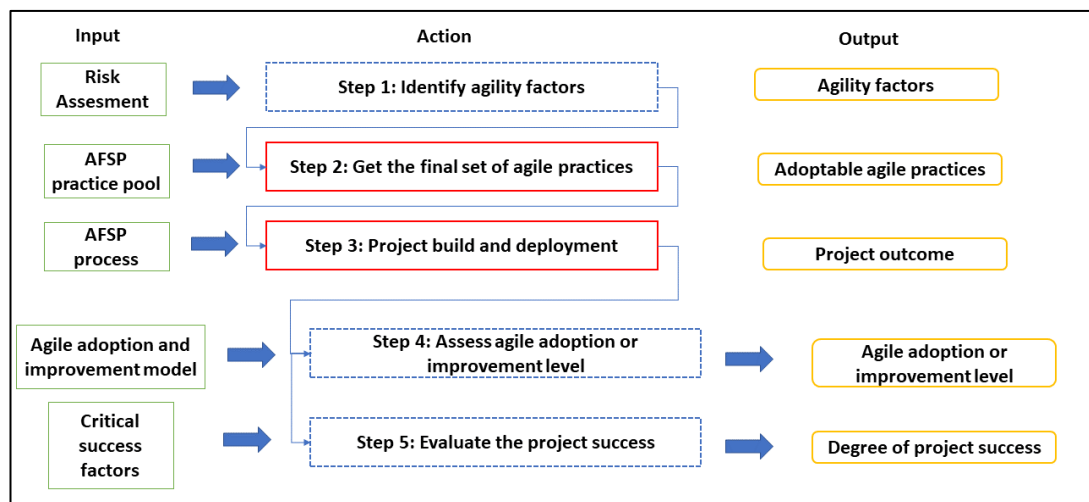 Input
Action
Output
Risk
Assesment
Step 1: Identify agility factors
Agility factors
AFSP
practice pool
Step 2: Get the final set of agile practices
Adoptable agile practices
AFSP
process
Step 3: Project build and deployment
Project outcome
Agile adoption and
improvement model
Step 4: Assess agile adoption or
improvement level
Agile adoption or
improvement level
Critical
success
factors
Step 5: Evaluate the project success
Degree of project success